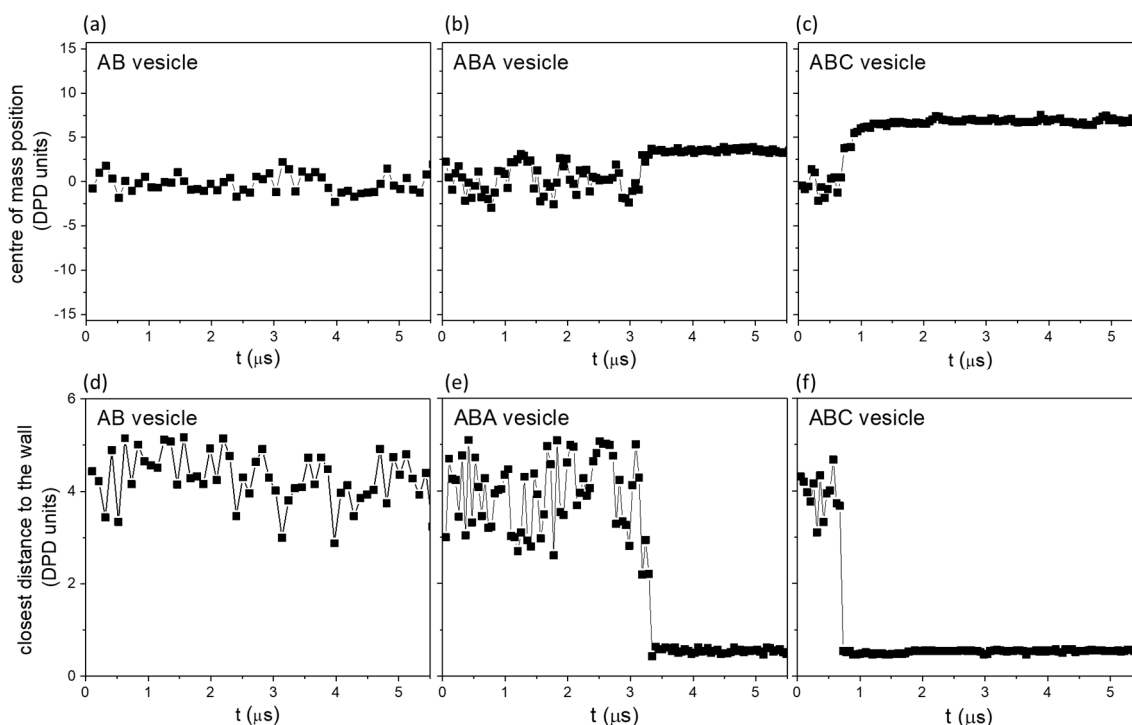 (a)
(b)
(c)
15
10
5
0
-5
-10
-15
AB vesicle
ABA vesicle
ABC vesicle
centre of mass position
(DPD units)
0 1 2 3 4 5
0 1 2 3 4 5
0 1 2 3 4 5
t (μs)
t (μs)
t (μs)
(d)
(e)
(f)
6
4
2
0
AB vesicle
ABA vesicle
ABC vesicle
closest distance to the wall
(DPD units)
0 1 2 3 4 5
0 1 2 3 4 5
0 1 2 3 4 5
t (μs)
t (μs)
t (μs)